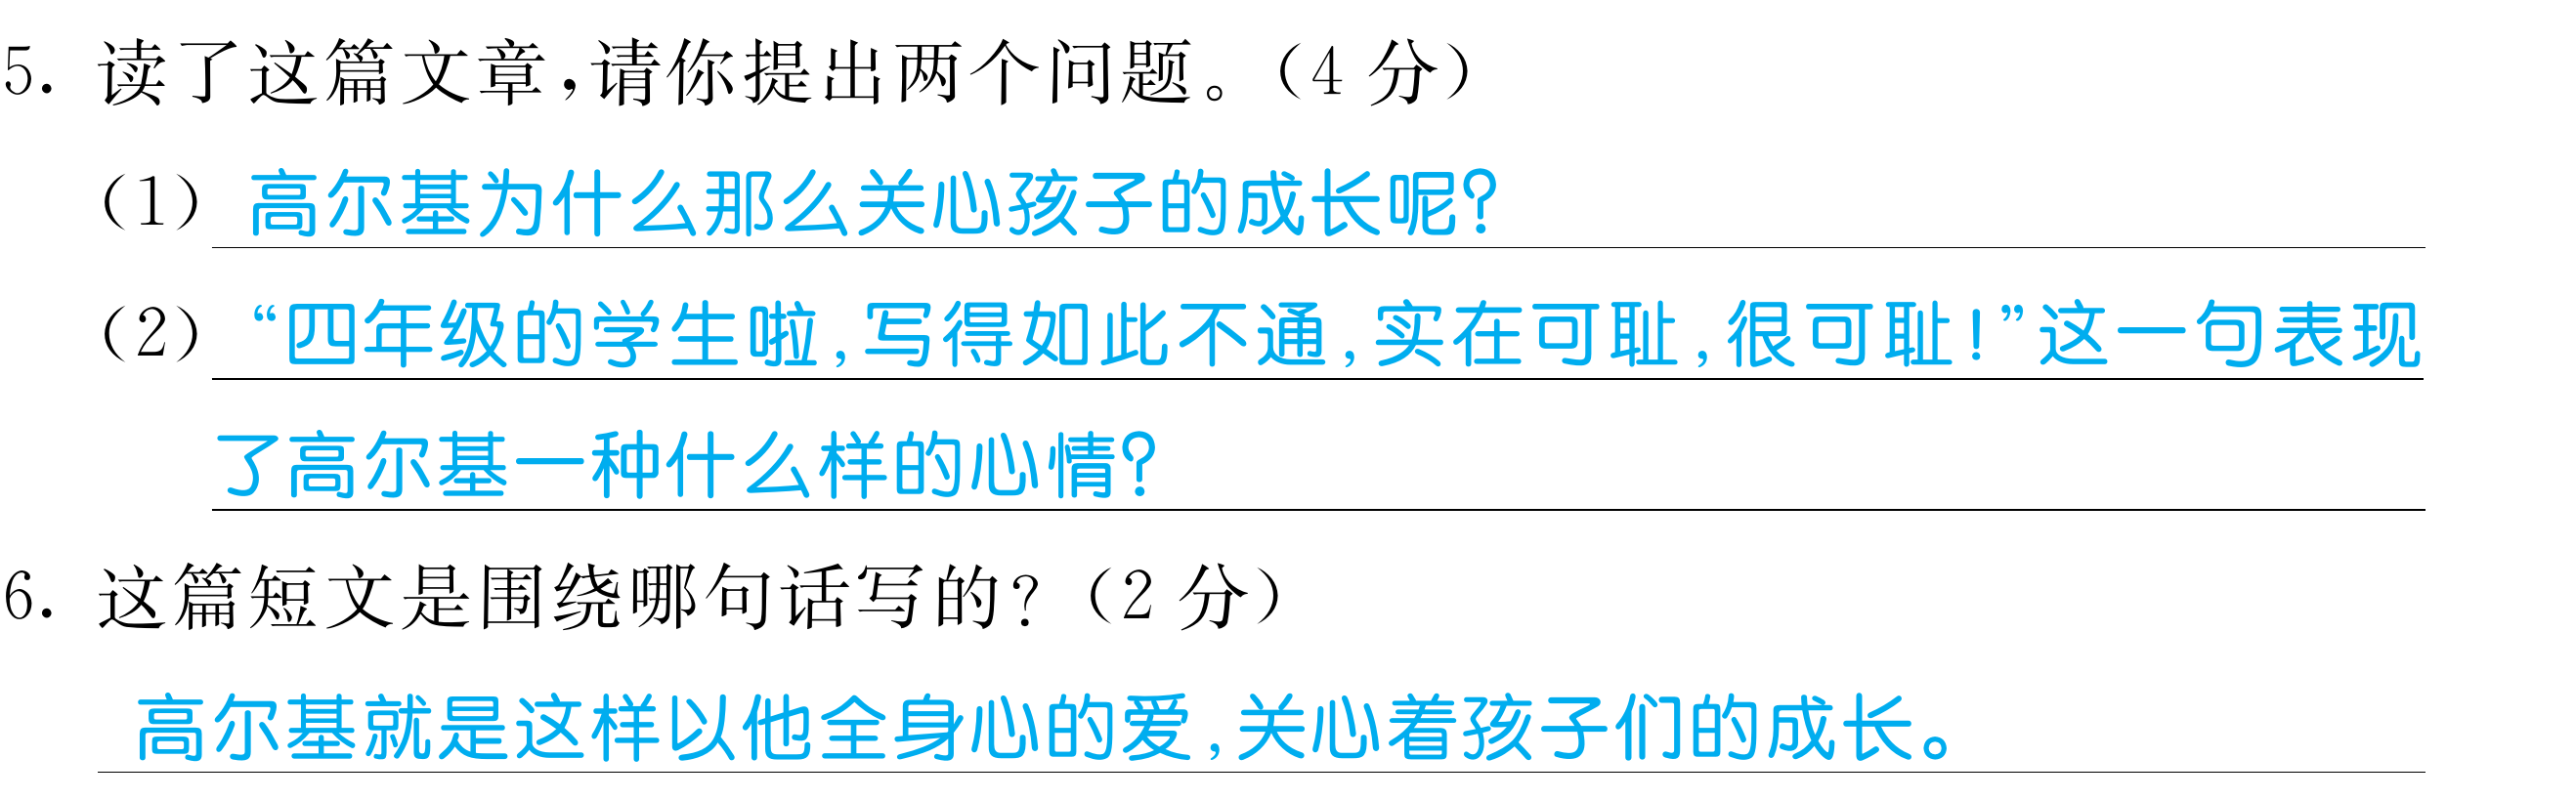 5. 读了这篇文章,请你提出两个问题。(4 分)
(1) 高尔基为什么那么关心孩子的成长呢?
(2) “四年级的学生啦,写得如此不通,实在可耻,很可耻!”这一句表现
了高尔基一种什么样的心情?
6. 这篇短文是围绕哪句话写的?(2 分)
高尔基就是这样以他全身心的爱,关心着孩子们的成长。